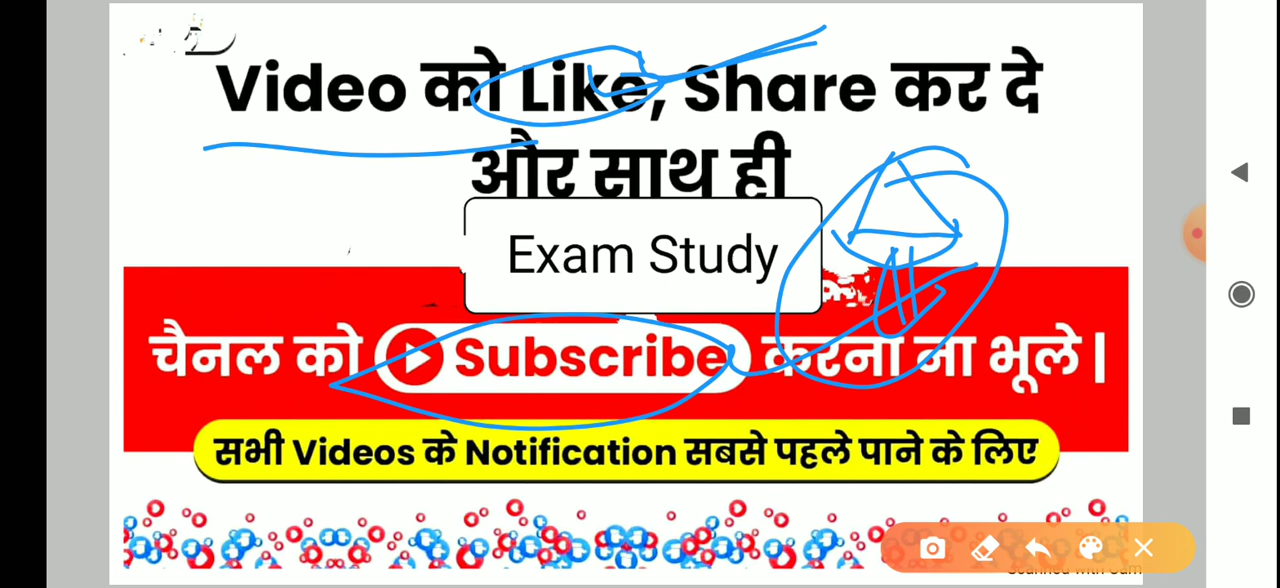 Video को Like, Share कर दे
और साथ ही
Exam Study
चैनल को Subscribe करना ना भूले |
सभी Videos के Notification सबसे पहले पाने के लिए